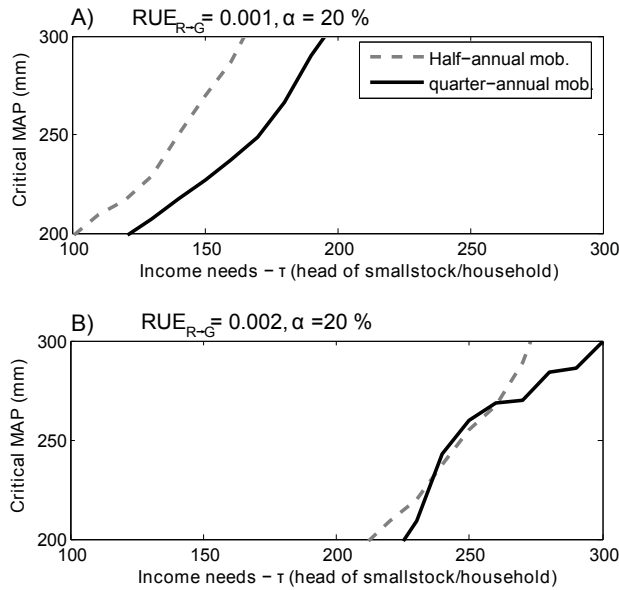 A) RUE R→G = 0.001, α = 20 %
300
250
200
Critical MAP (mm)
Half−annual mob.
quarter−annual mob.
100 150 200 250 300
Income needs − τ (head of smallstock/household)
B) RUE R→G = 0.002, α =20 %
300
250
200
Critical MAP (mm)
100 150 200 250 300
Income needs − τ (head of smallstock/household)